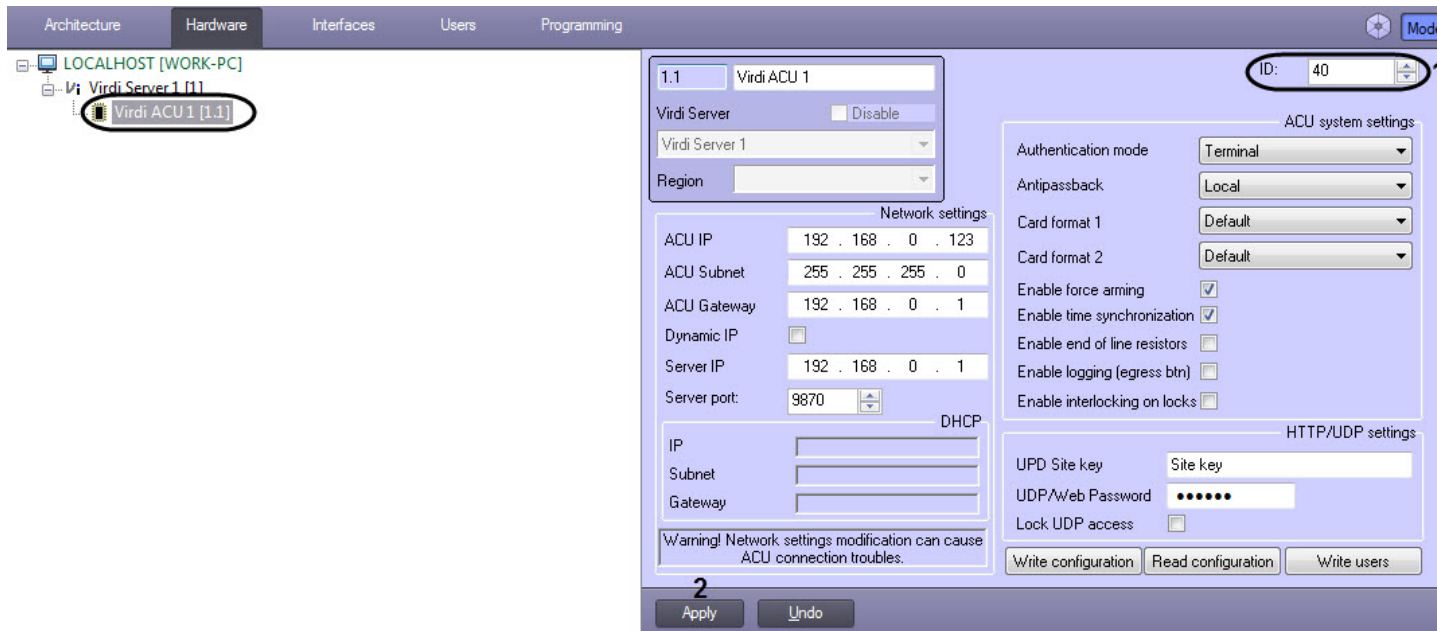 Architecture Hardware Interfaces Users Programming
LOCALHOST [WORK-PC]
Virdi Server 1 [1]
Virdi ACU 1 [1.1]
1.1 Virdi ACU 1
Virdi Server Disable
Virdi Server 1
Region
Network settings
ACU IP 192 . 168 . 0 . 123
ACU Subnet 255 . 255 . 255 . 0
ACU Gateway 192 . 168 . 0 . 1
Dynamic IP
Server IP 192 . 168 . 0 . 1
Server port: 9870
DHCP
IP
Subnet
Gateway
Warning! Network settings modification can cause
ACU connection troubles.
2
Apply Undo
ID: 40
ACU system settings
Authentication mode Terminal
Antipassback Local
Card format 1 Default
Card format 2 Default
Enable force arming
Enable time synchronization
Enable end of line resistors
Enable logging (egress btn)
Enable interlocking on locks
HTTP/UDP settings
UPD Site key Site key
UDP/Web Password ••••••
Lock UDP access
Write configuration Read configuration Write users